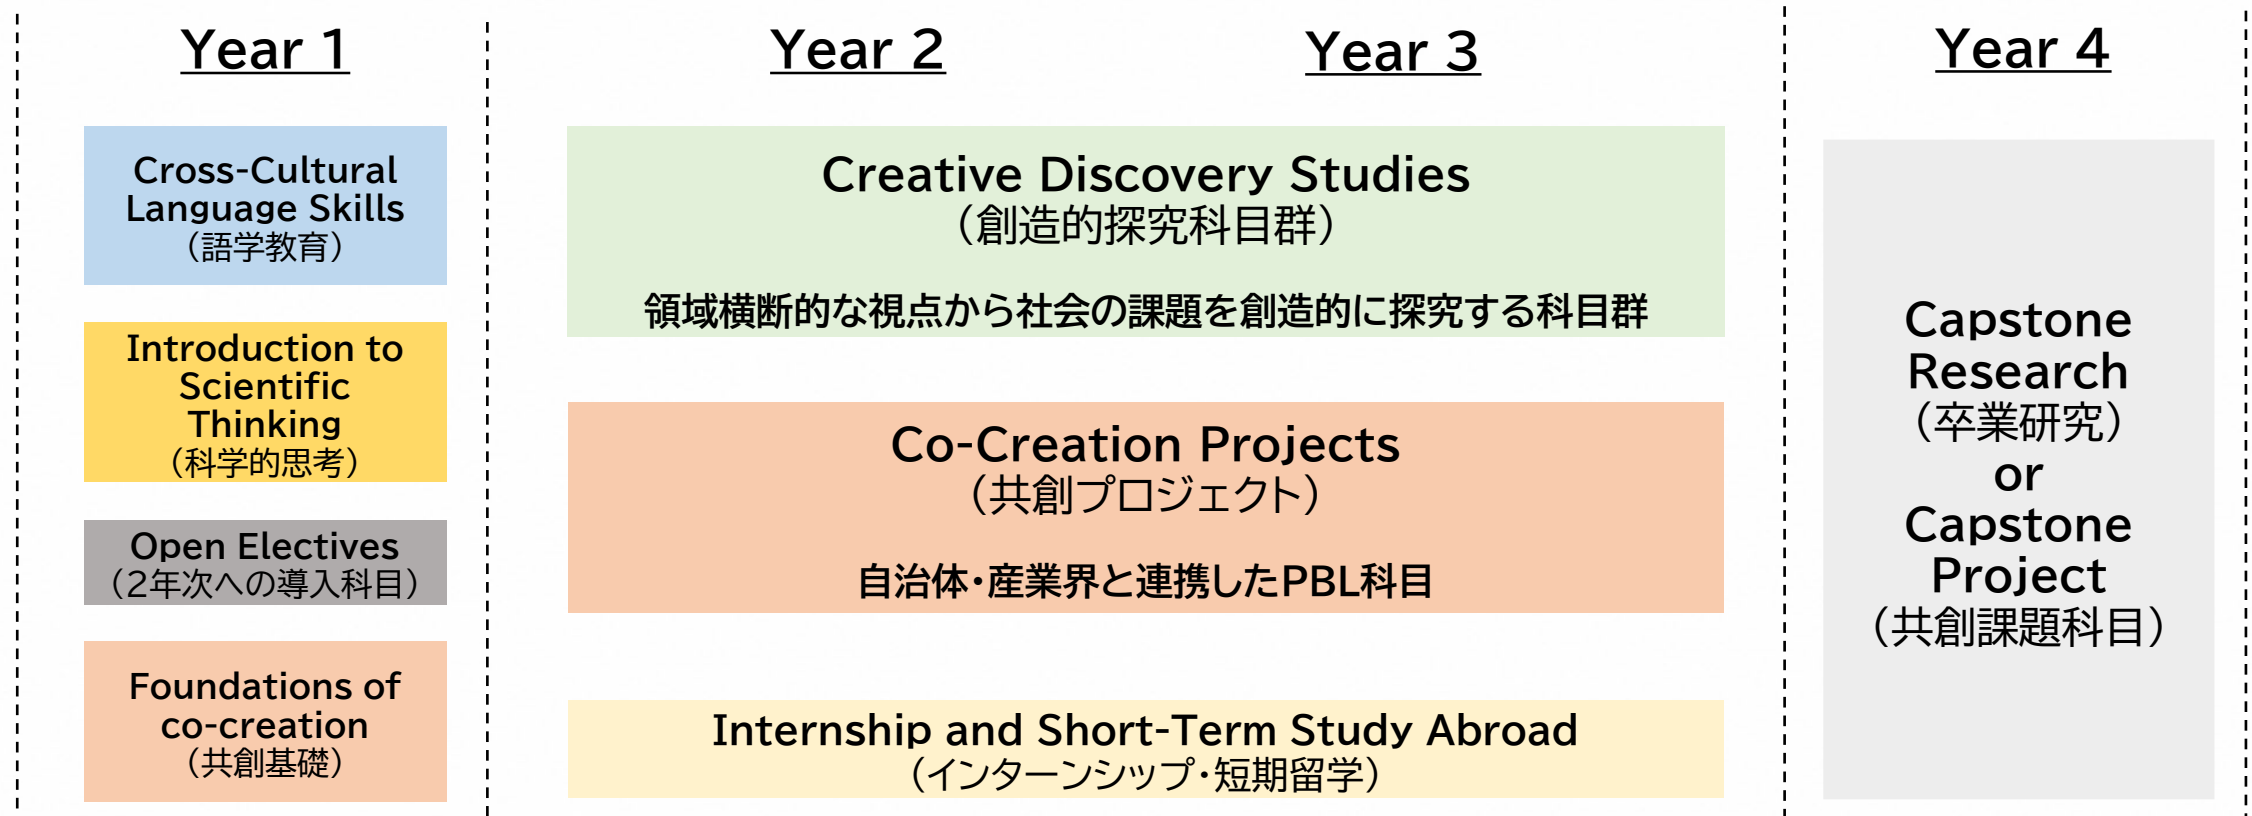 Year 1
Cross-Cultural
Language Skills
（語学教育）
Introduction to
Scientific
Thinking
（科学的思考）
Open Electives
（2年次への導入科目）
Foundations of
co-creation
（共創基礎）
Year 2
Year 3
Creative Discovery Studies
（創造的探究科目群）
領域横断的な視点から社会の課題を創造的に探究する科目群
Co-Creation Projects
（共創プロジェクト）
自治体・産業界と連携したPBL科目
Internship and Short-Term Study Abroad
（インターンシップ・短期留学）
Year 4
Capstone
Research
（卒業研究）
or
Capstone
Project
（共創課題科目）